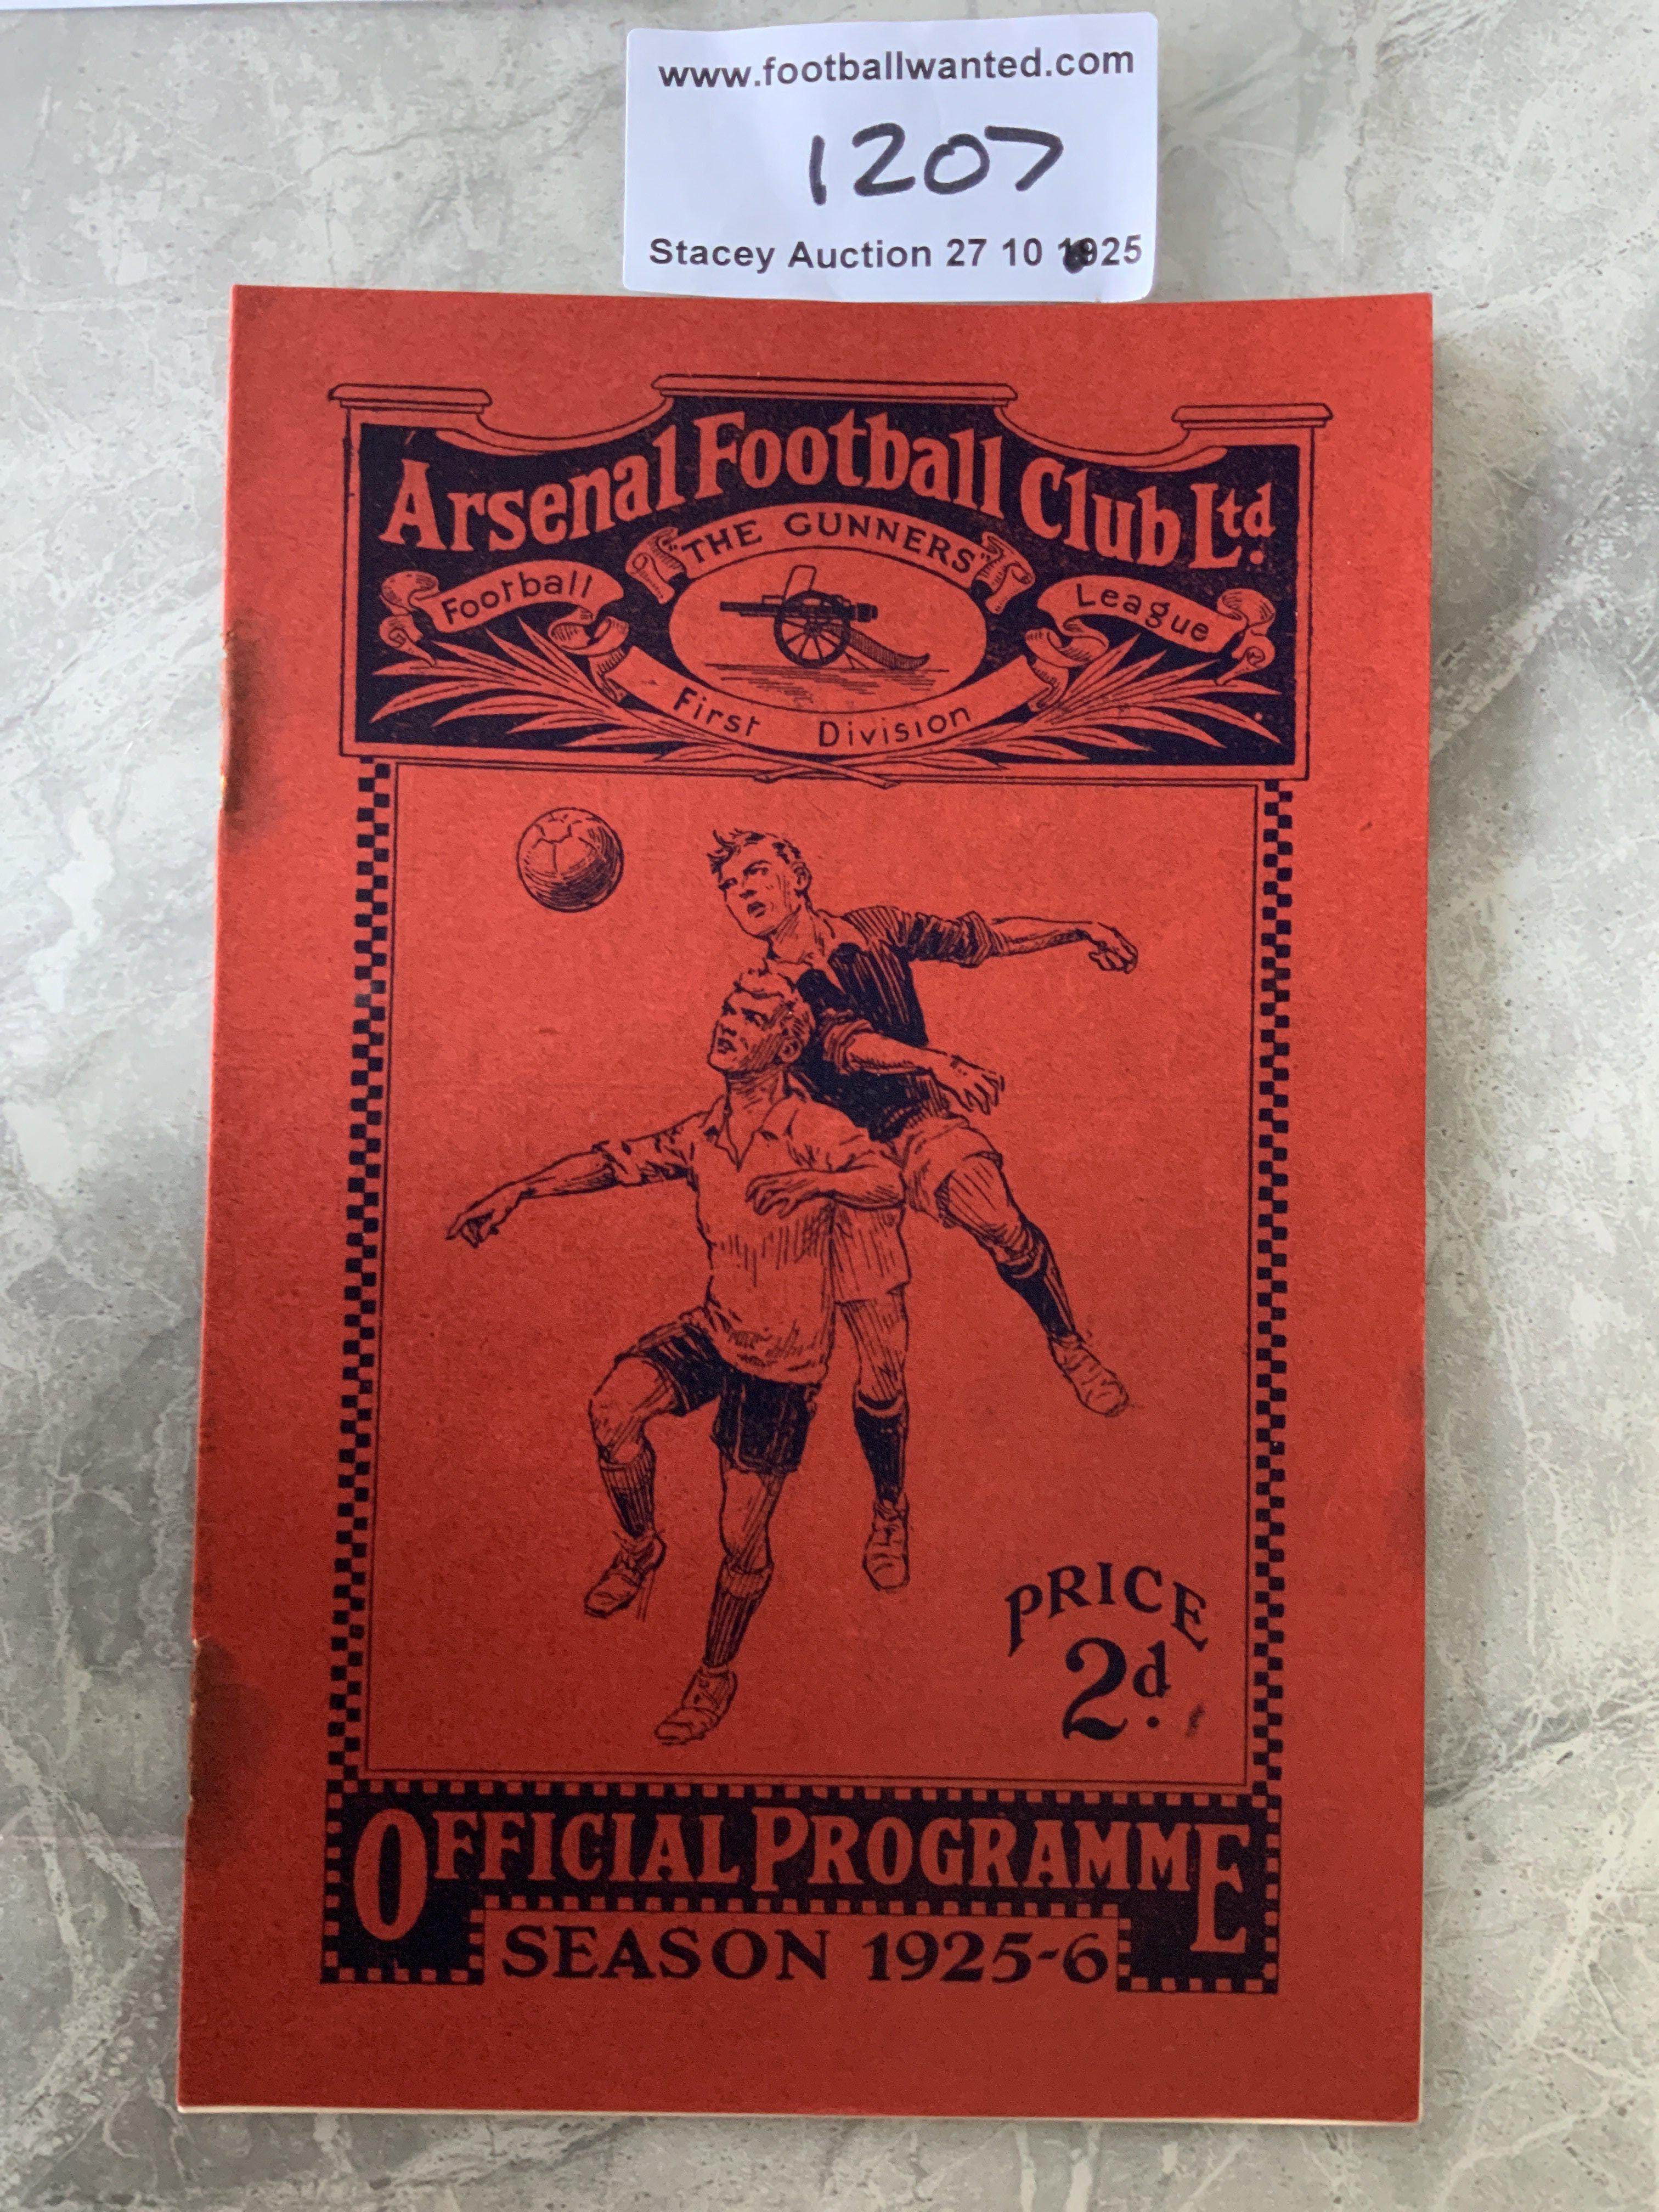 www.footballwanted.com
1207
Stacey Auction 27 10 1925
Arsenal Football Club Ltd.
"THE GUNNERS"
Football League
First Division
PRICE
2d.
OFFICIAL PROGRAMME
SEASON 1925-6